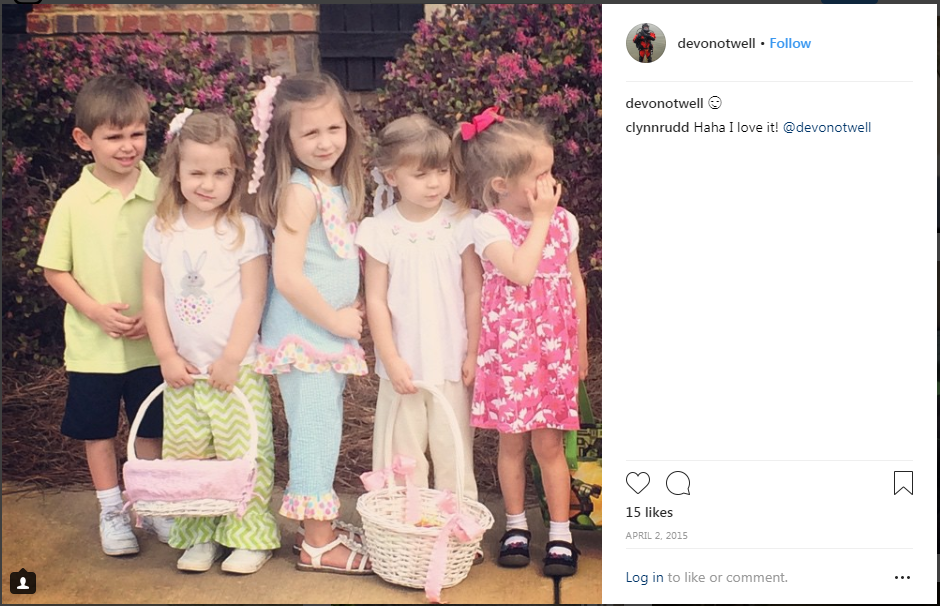 devonotwell • Follow
devonotwell 😌
clynnrudd Haha I love it! @devonotwell
15 likes
APRIL 2, 2015
Log in to like or comment.